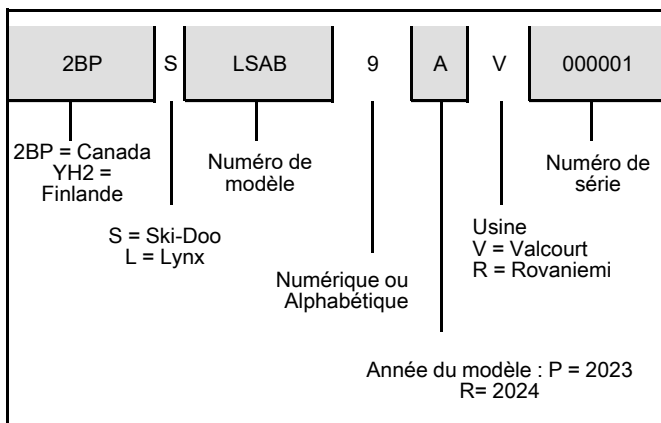 2BP S LSAB 9 A V 000001
2BP = Canada
YH2 =
Finlande
Numéro de
modèle
Numéro de
série
S = Ski-Doo
L = Lynx
Usine
V = Valcourt
R = Rovaniemi
Numérique ou
Alphabétique
Année du modèle : P = 2023
R= 2024